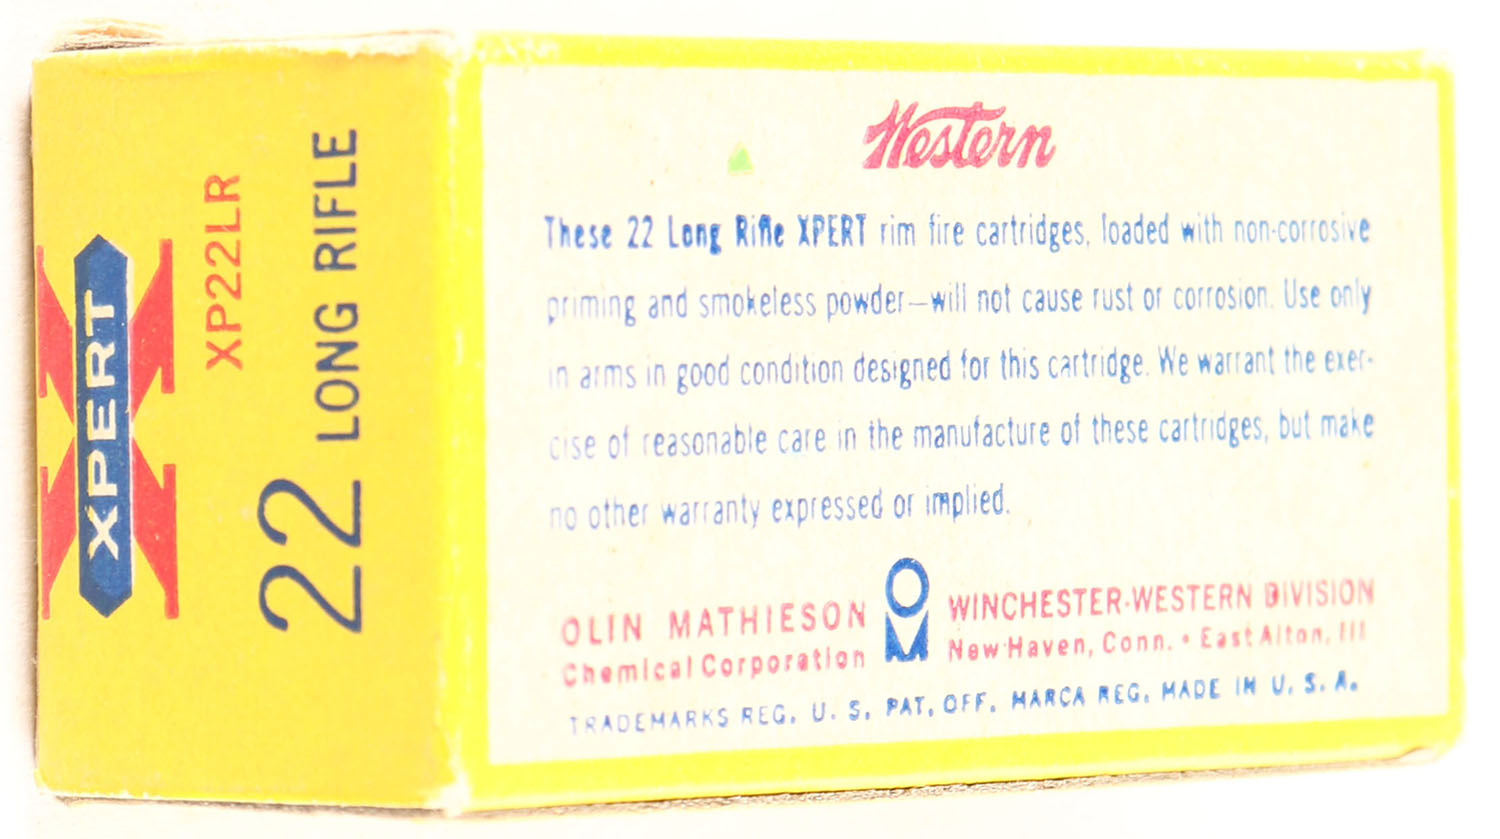 XPERT
XP22LR
22 LONG RIFLE
Western
These 22 Long Rifle XPERT rim fire cartridges, loaded with non-corrosive
priming and smokeless powder—will not cause rust or corrosion. Use only
in arms in good condition designed for this cartridge. We warrant the exer-
cise of reasonable care in the manufacture of these cartridges, but make
no other warranty expressed or implied.
OLIN MATHIESON
Chemical Corporation
WINCHESTER-WESTERN DIVISION
New Haven, Conn. • East Alton, Ill
TRADEMARKS REG. U. S. PAT. OFF. MARCA REG. MADE IN U. S. A.